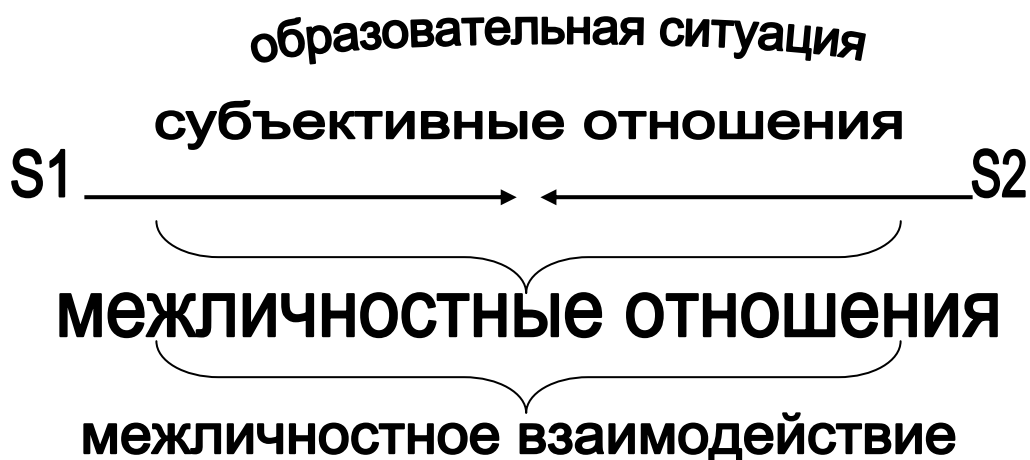 образовательная ситуация
субъективные отношения
S1 S2
межличностные отношения
межличностное взаимодействие